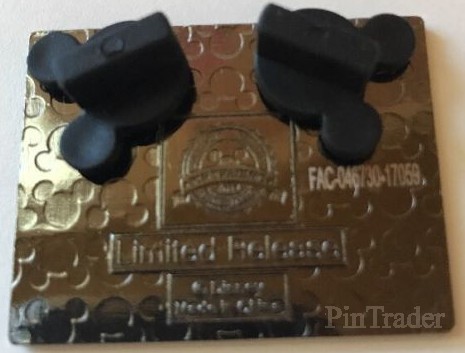 FAC-046730-17059
Limited Release
©Disney
Made in China
PinTrader